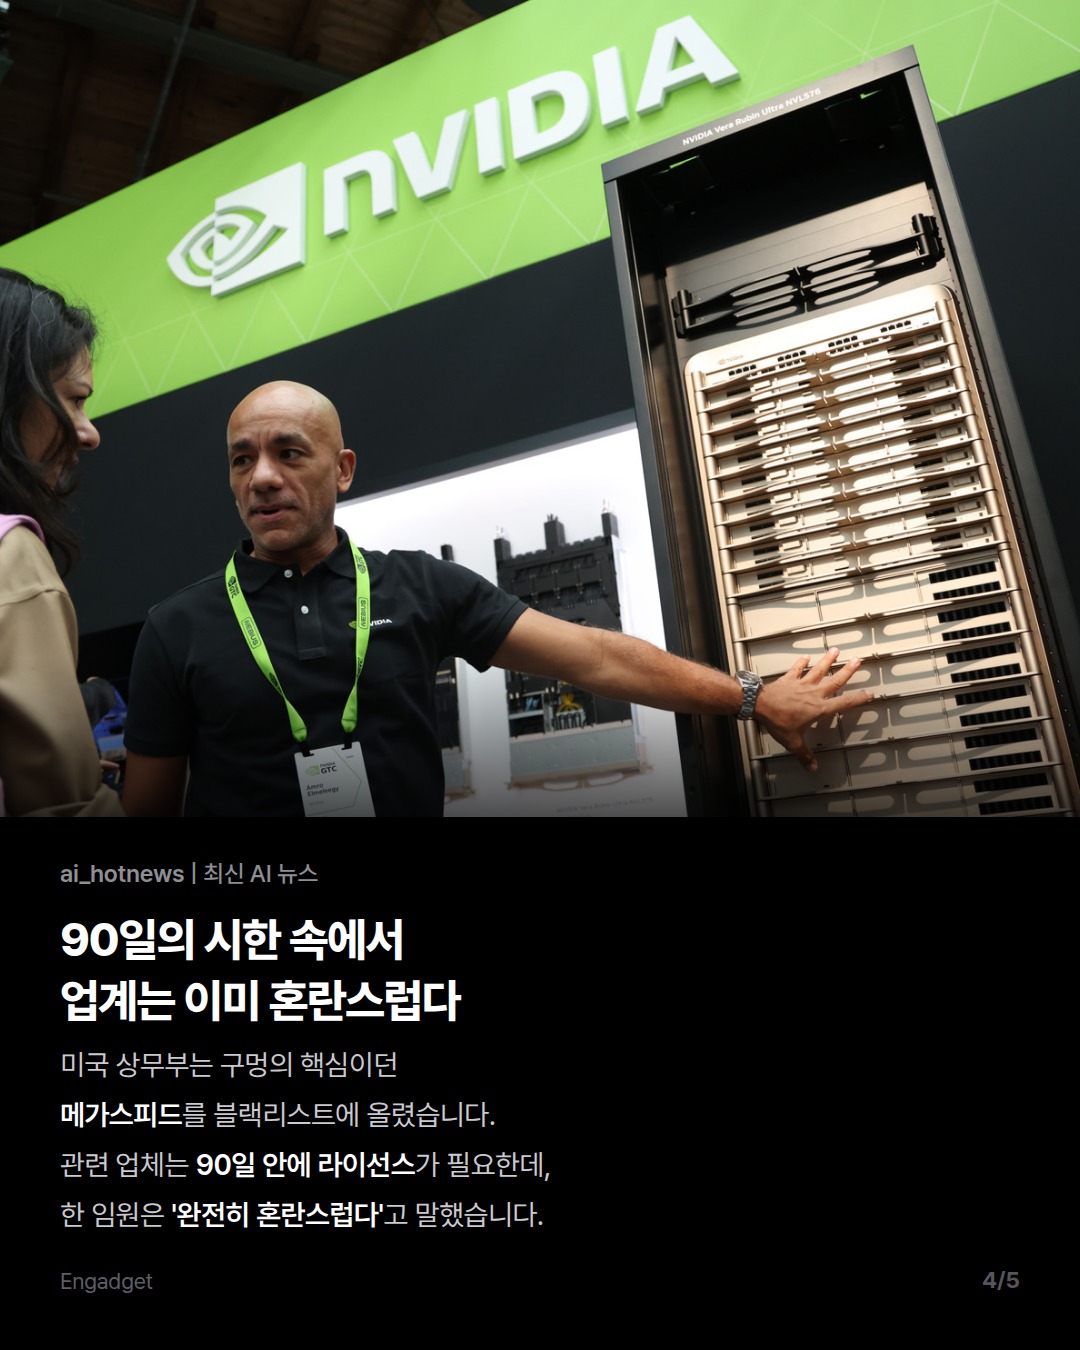 NVIDIA
NVIDIA Vera Rubin Ultra NVL576
NVIDIA
NVIDIA
NVIDIA
GTC
Amro
Elmeleegy
ai_hotnews | 최신 AI 뉴스
90일의 시한 속에서
업계는 이미 혼란스럽다
미국 상무부는 구멍의 핵심이던
메가스피드를 블랙리스트에 올렸습니다.
관련 업체는 90일 안에 라이선스가 필요한데,
한 임원은 '완전히 혼란스럽다'고 말했습니다.
Engadget
4/5